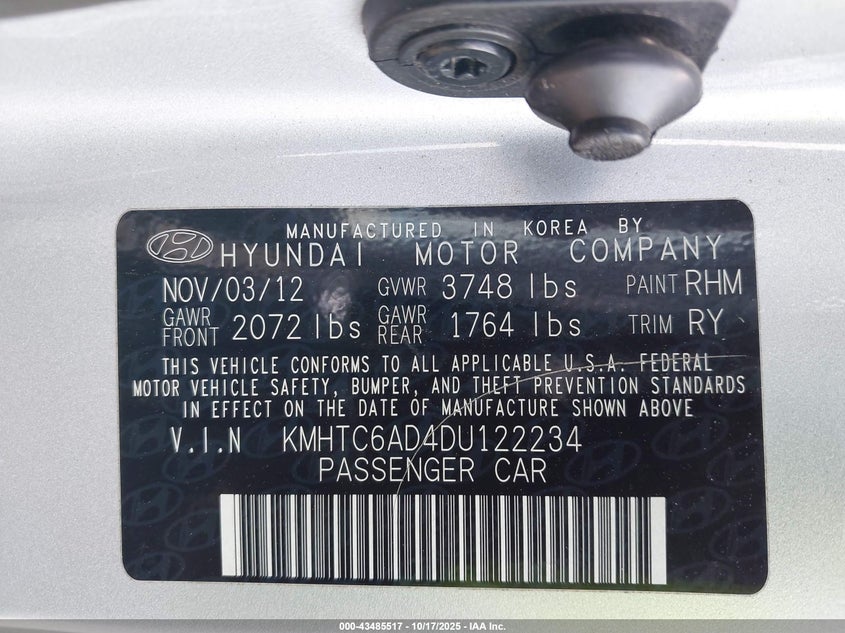 MANUFACTURED IN KOREA BY
HYUNDAI MOTOR COMPANY
NOV/03/12 GVWR 3748 lbs PAINT RHM
GAWR FRONT 2072 lbs GAWR REAR 1764 lbs TRIM RY
THIS VEHICLE CONFORMS TO ALL APPLICABLE U.S.A. FEDERAL
MOTOR VEHICLE SAFETY, BUMPER, AND THEFT PREVENTION STANDARDS
IN EFFECT ON THE DATE OF MANUFACTURE SHOWN ABOVE
V.I.N KMHTC6AD4DU122234
PASSENGER CAR
000-43485517 - 10/17/2025 - IAA Inc.